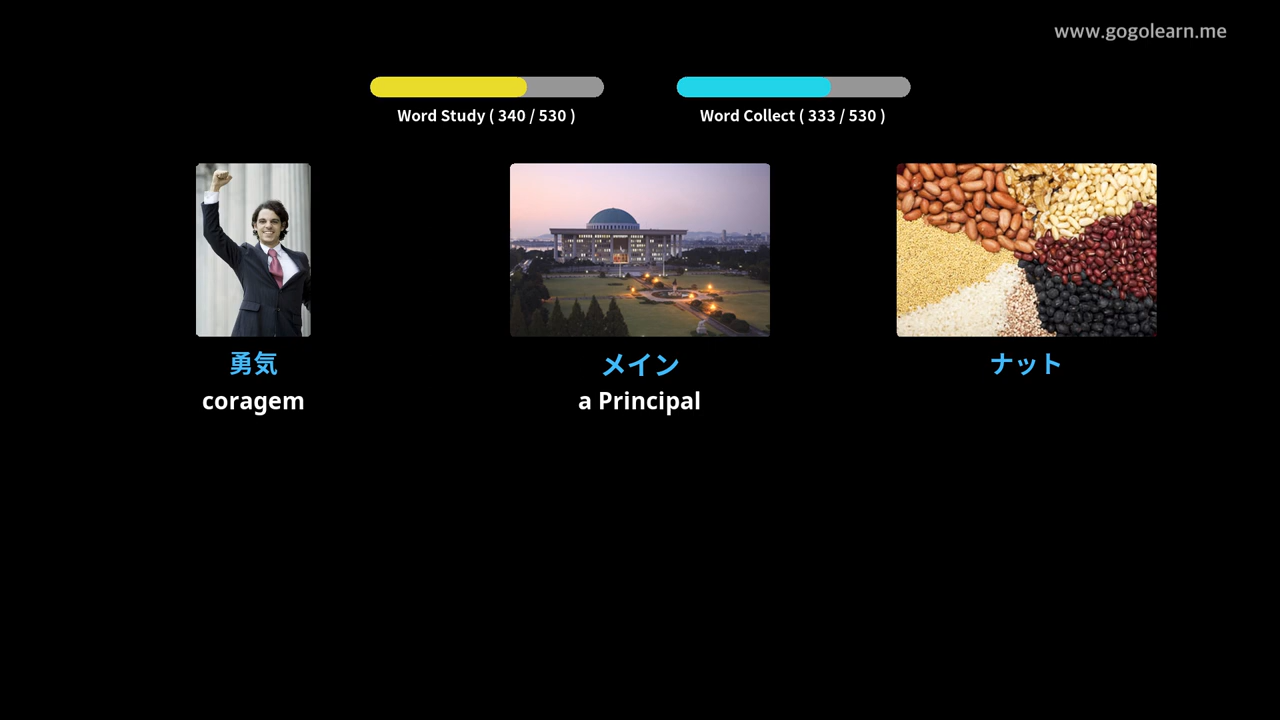 www.gogolearn.me
Word Study ( 340 / 530 )
Word Collect ( 333 / 530 )
勇気
メイン
ナット
coragem
a Principal